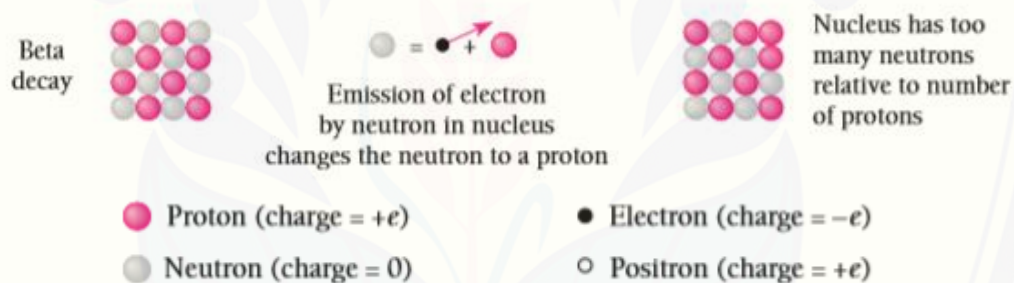 Beta
decay
= • +
Emission of electron
by neutron in nucleus
changes the neutron to a proton
Nucleus has too
many neutrons
relative to number
of protons
Proton (charge = +e)
Electron (charge = −e)
Neutron (charge = 0)
Positron (charge = +e)